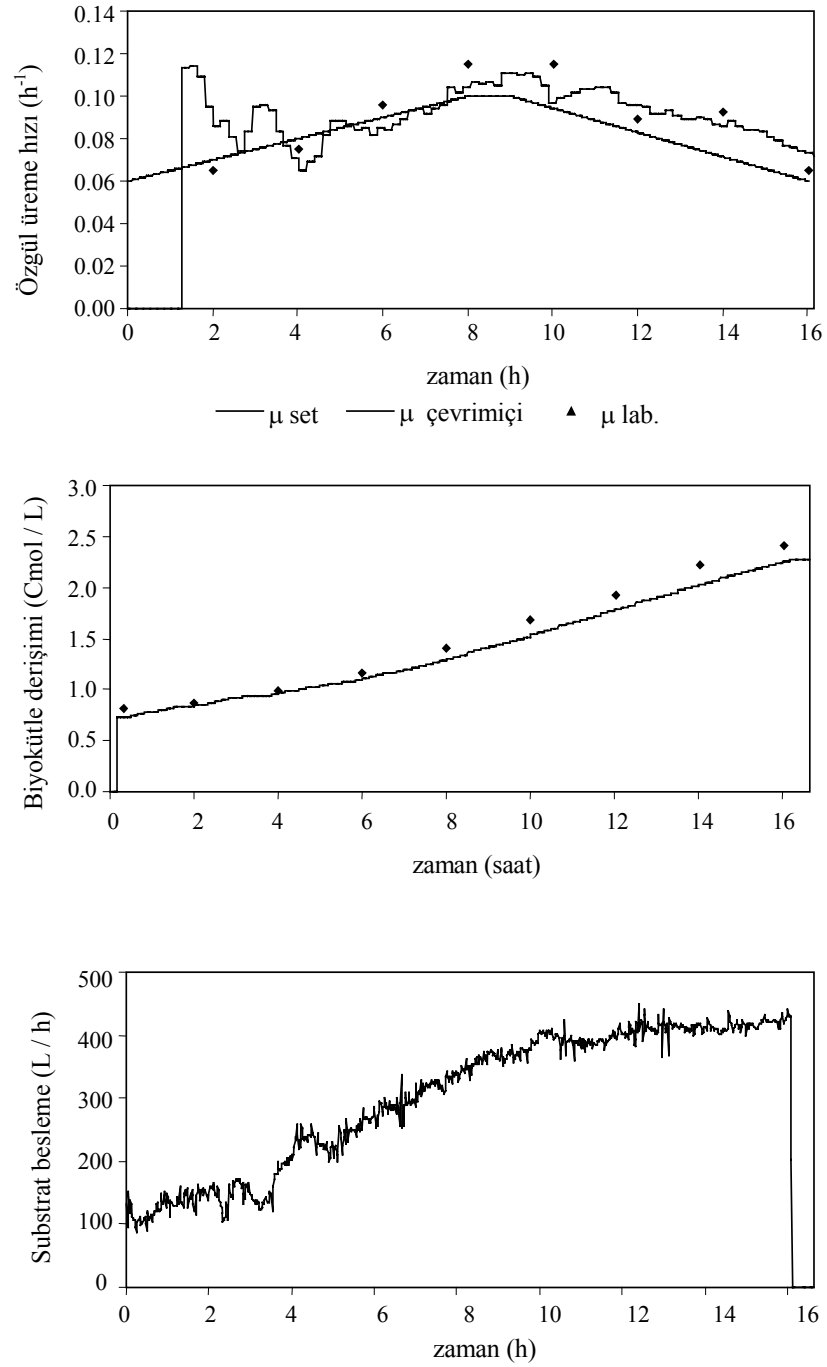 Özgül üreme hızı (h-1)
0.14
0.12
0.10
0.08
0.06
0.04
0.02
0.00
0 2 4 6 8 10 12 14 16
zaman (h)
μ set μ çevrimiçi μ lab.
Biyokütle derişimi (Cmol / L)
3.0
2.5
2.0
1.5
1.0
0.5
0.0
0 2 4 6 8 10 12 14 16
zaman (saat)
Substrat besleme (L / h)
500
400
300
200
100
0
0 2 4 6 8 10 12 14 16
zaman (h)